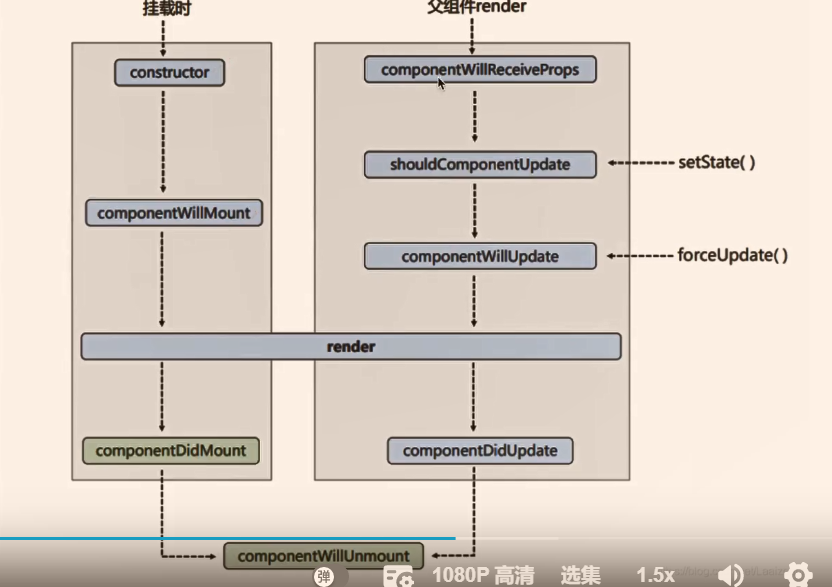 挂载时
父组件render
constructor
componentWillReceiveProps
shouldComponentUpdate
setState( )
componentWillMount
componentWillUpdate
forceUpdate( )
render
componentDidMount
componentDidUpdate
componentWillUnmount
弹
1080P 高清
选集
1.5x